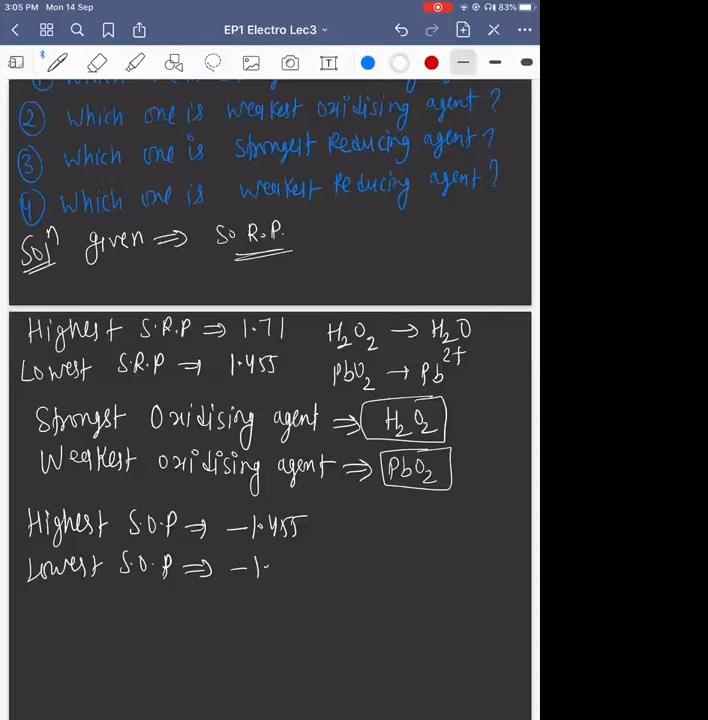 3:05 PM Mon 14 Sep 83%
EP1 Electro Lec3
② Which one is weakest oxidising agent?
③ Which one is strongest Reducing agent?
④ Which one is weakest Reducing agent?
Solⁿ given ⇒ S.R.P.
Highest S.R.P ⇒ 1.71 H₂O₂ → H₂O
Lowest S.R.P ⇒ 1.455 PbO₂ → Pb²⁺
Strongest Oxidising agent ⇒ H₂O₂
Weakest oxidising agent ⇒ PbO₂
Highest S.O.P ⇒ -1.455
Lowest S.O.P ⇒ -1.